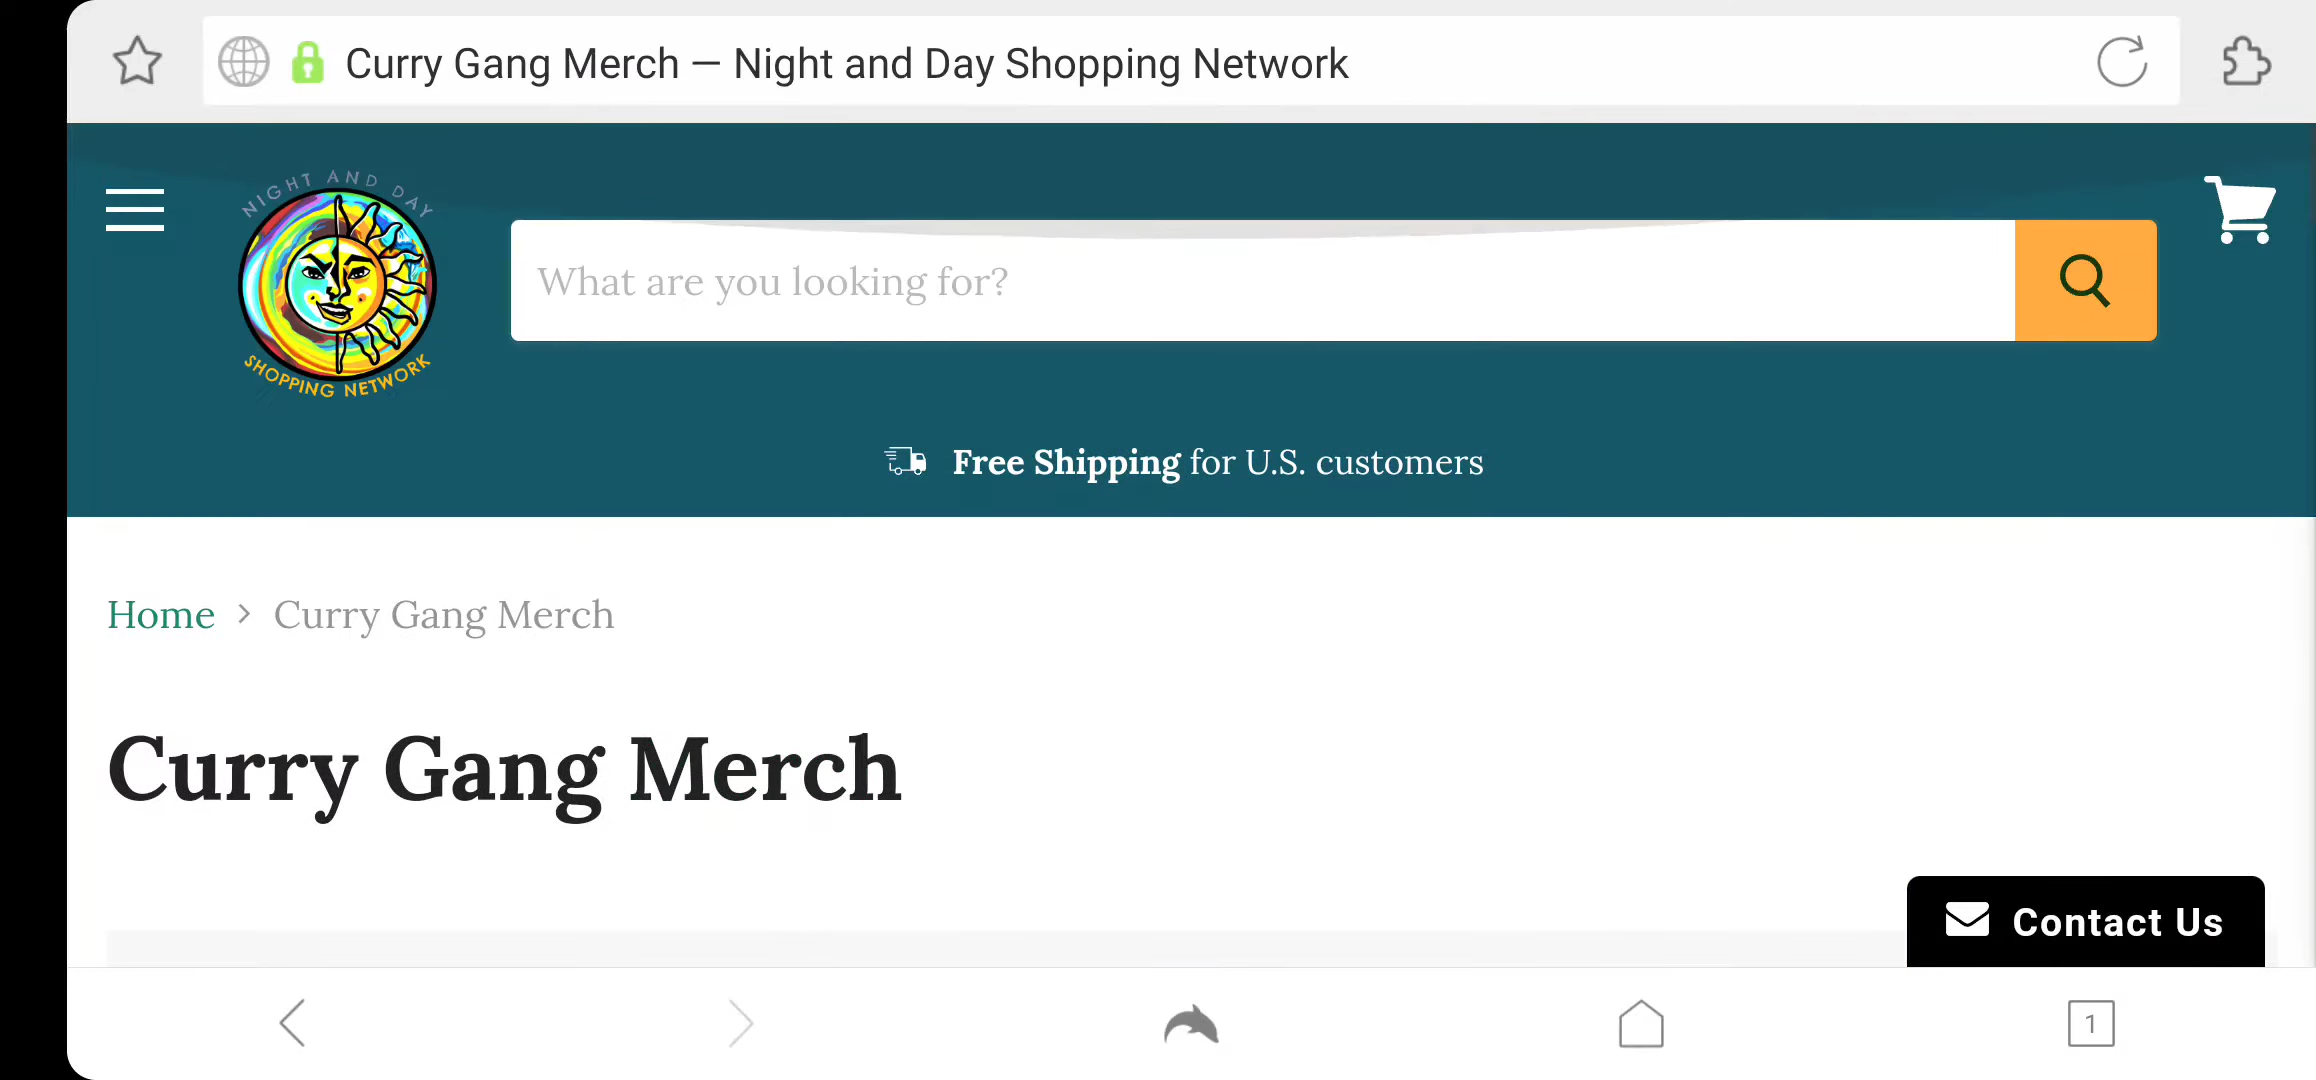 Curry Gang Merch — Night and Day Shopping Network
NIGHT AND DAY
SHOPPING NETWORK
What are you looking for?
Free Shipping for U.S. customers
Home > Curry Gang Merch
Curry Gang Merch
Contact Us
1